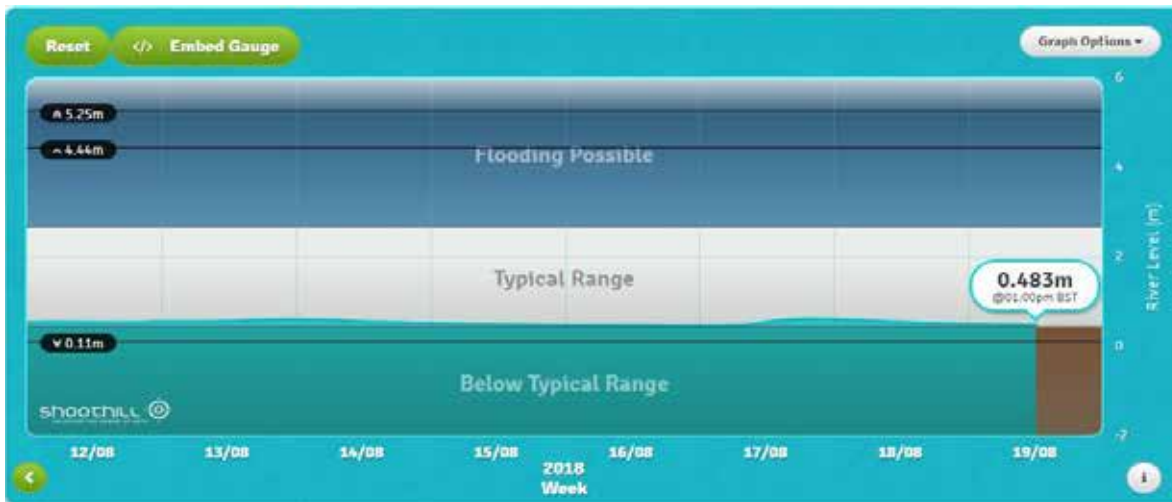 Reset </> Embed Gauge Graph Options
6
5.25m
4.44m
Flooding Possible
4
River Level (m)
2
Typical Range
0.483m
@01:00pm BST
0.11m
0
Below Typical Range
shoothill
-2
12/08 13/08 14/08 15/08 16/08 17/08 18/08 19/08
2018
Week
i